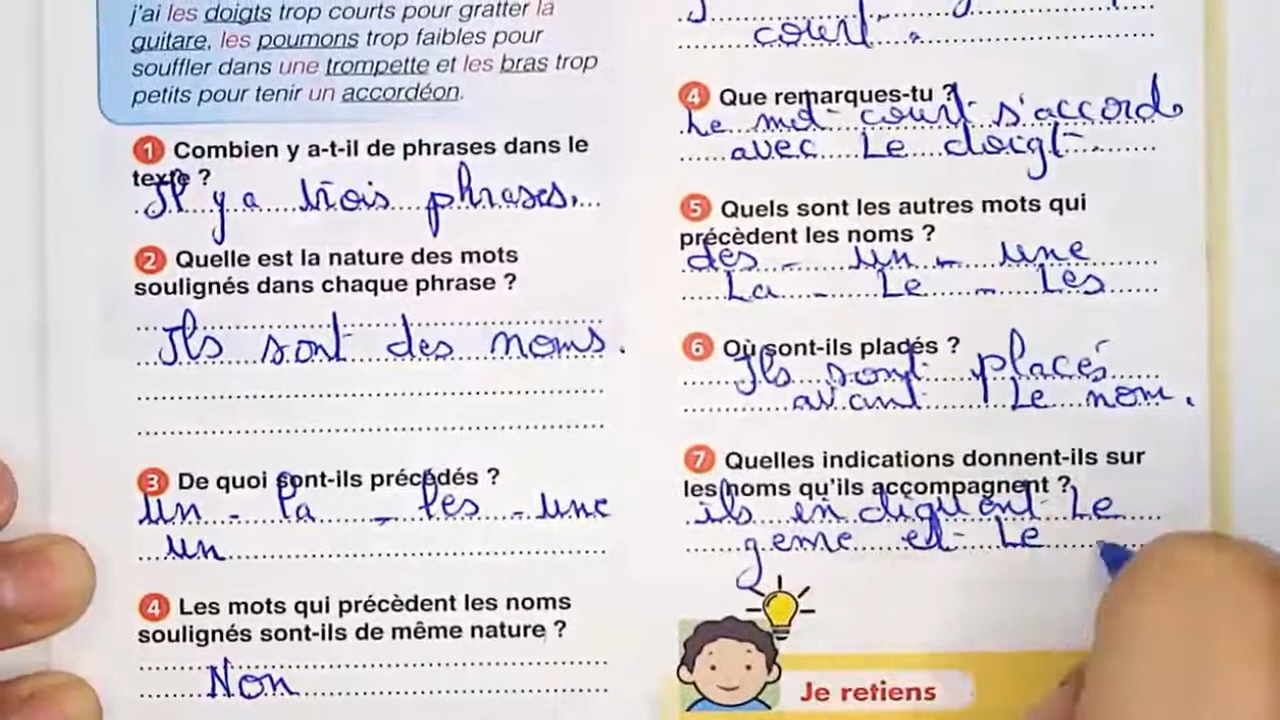 j'ai les doigts trop courts pour gratter la
guitare, les poumons trop faibles pour
souffler dans une trompette et les bras trop
petits pour tenir un accordéon.
1 Combien y a-t-il de phrases dans le
texte ?
Il y a trois phrases.
2 Quelle est la nature des mots
soulignés dans chaque phrase ?
Ils sont des noms.
3 De quoi sont-ils précédés ?
un - la - les - une
un
4 Les mots qui précèdent les noms
soulignés sont-ils de même nature ?
Non
court.
4 Que remarques-tu ?
Le mot court s'accord
avec Le doigt.
5 Quels sont les autres mots qui
précèdent les noms ?
des - un - une
La - Le - Les
6 Où sont-ils placés ?
Ils sont placés
avant Le nom.
7 Quelles indications donnent-ils sur
les noms qu'ils accompagnent ?
ils en diquent Le
geme et Le
Je retiens